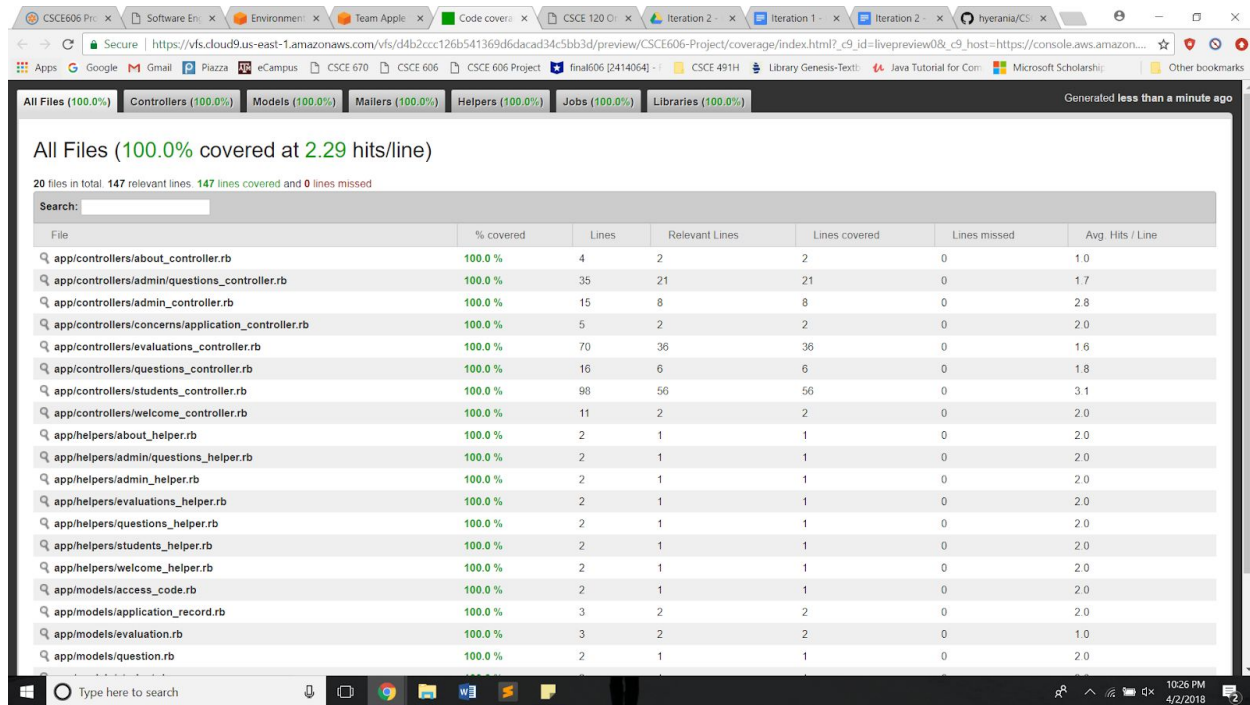 CSCE606 Pro
Software Eng
Environment
Team Apple
Code covera
CSCE 120 Or
Iteration 2 -
Iteration 1 -
Iteration 2 -
hyerania/CS
Secure | https://vfs.cloud9.us-east-1.amazonaws.com/vfs/d4b2ccc126b541369d6dacad34c5bb3d/preview/CSCE606-Project/coverage/index.html?_c9_id=livepreview0&_c9_host=https://console.aws.amazon....
Apps Google Gmail Piazza eCampus CSCE 670 CSCE 606 CSCE 606 Project final606 [2414064] - CSCE 491H Library Genesis-Textb Java Tutorial for Com Microsoft Scholarship Other bookmarks
All Files (100.0%) Controllers (100.0%) Models (100.0%) Mailers (100.0%) Helpers (100.0%) Jobs (100.0%) Libraries (100.0%) Generated less than a minute ago
All Files (100.0% covered at 2.29 hits/line)
20 files in total. 147 relevant lines. 147 lines covered and 0 lines missed
Search:
File % covered Lines Relevant Lines Lines covered Lines missed Avg. Hits / Line
app/controllers/about_controller.rb 100.0 % 4 2 2 0 1.0
app/controllers/admin/questions_controller.rb 100.0 % 35 21 21 0 1.7
app/controllers/admin_controller.rb 100.0 % 15 8 8 0 2.8
app/controllers/concerns/application_controller.rb 100.0 % 5 2 2 0 2.0
app/controllers/evaluations_controller.rb 100.0 % 70 36 36 0 1.6
app/controllers/questions_controller.rb 100.0 % 16 6 6 0 1.8
app/controllers/students_controller.rb 100.0 % 98 56 56 0 3.1
app/controllers/welcome_controller.rb 100.0 % 11 2 2 0 2.0
app/helpers/about_helper.rb 100.0 % 2 1 1 0 2.0
app/helpers/admin/questions_helper.rb 100.0 % 2 1 1 0 2.0
app/helpers/admin_helper.rb 100.0 % 2 1 1 0 2.0
app/helpers/evaluations_helper.rb 100.0 % 2 1 1 0 2.0
app/helpers/questions_helper.rb 100.0 % 2 1 1 0 2.0
app/helpers/students_helper.rb 100.0 % 2 1 1 0 2.0
app/helpers/welcome_helper.rb 100.0 % 2 1 1 0 2.0
app/models/access_code.rb 100.0 % 2 1 1 0 2.0
app/models/application_record.rb 100.0 % 3 2 2 0 2.0
app/models/evaluation.rb 100.0 % 3 2 2 0 1.0
app/models/question.rb 100.0 % 2 1 1 0 2.0
Type here to search
10:26 PM
4/2/2018